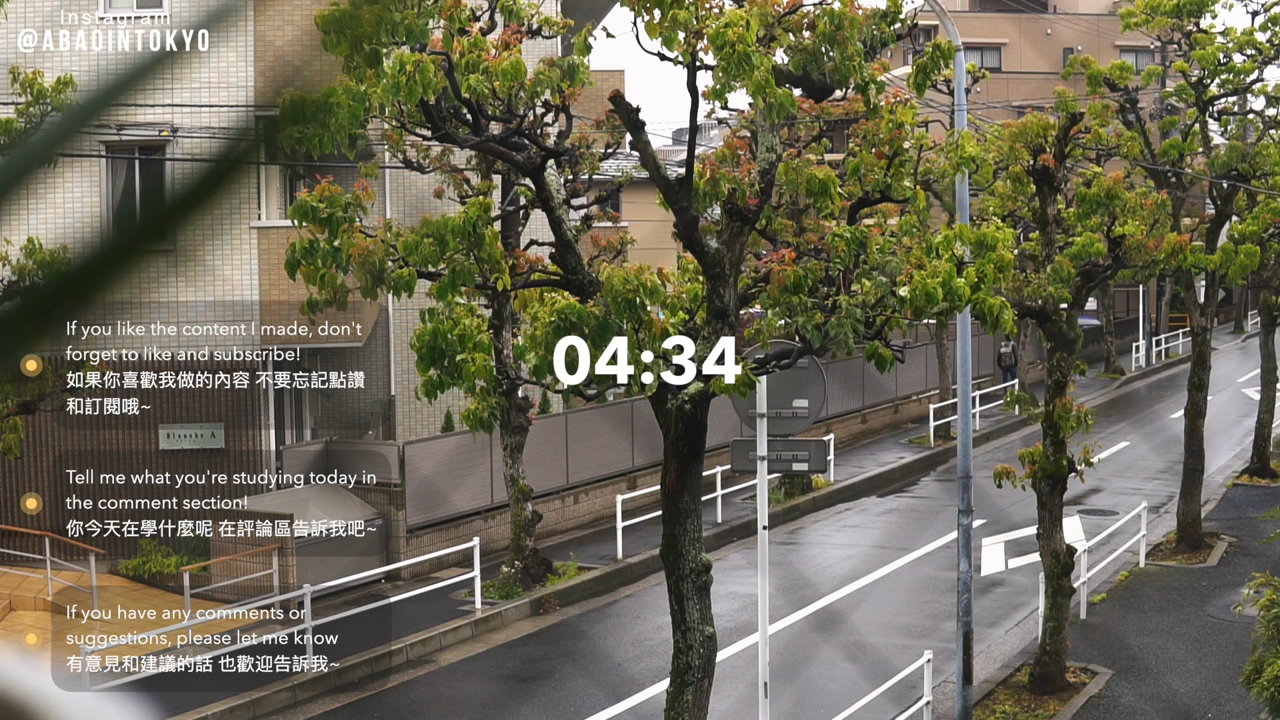 Instagram
@ABAOINTOKYO
If you like the content I made, don't
forget to like and subscribe!
如果你喜歡我做的內容 不要忘記點讚
和訂閱哦~
04:34
Blanche A
Tell me what you're studying today in
the comment section!
你今天在學什麼呢 在評論區告訴我吧~
If you have any comments or
suggestions, please let me know
有意見和建議的話 也歡迎告訴我~